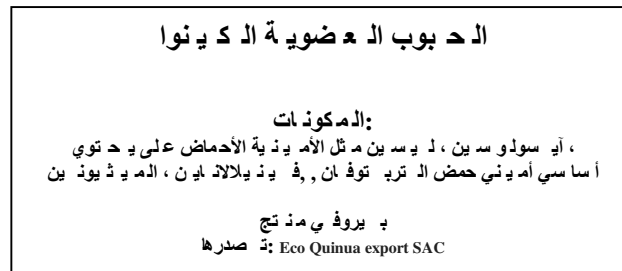 الحبوب العضوية الكينوا
المكونات:
، آيسولوسين ، ليسين مثل الأمينية الأحماض على يحتوي
أساسي أميني حمض التربتوفان , ,فينيلالانين ، الميثيونين
بيروفي منتج
تصدرها: Eco Quinua export SAC